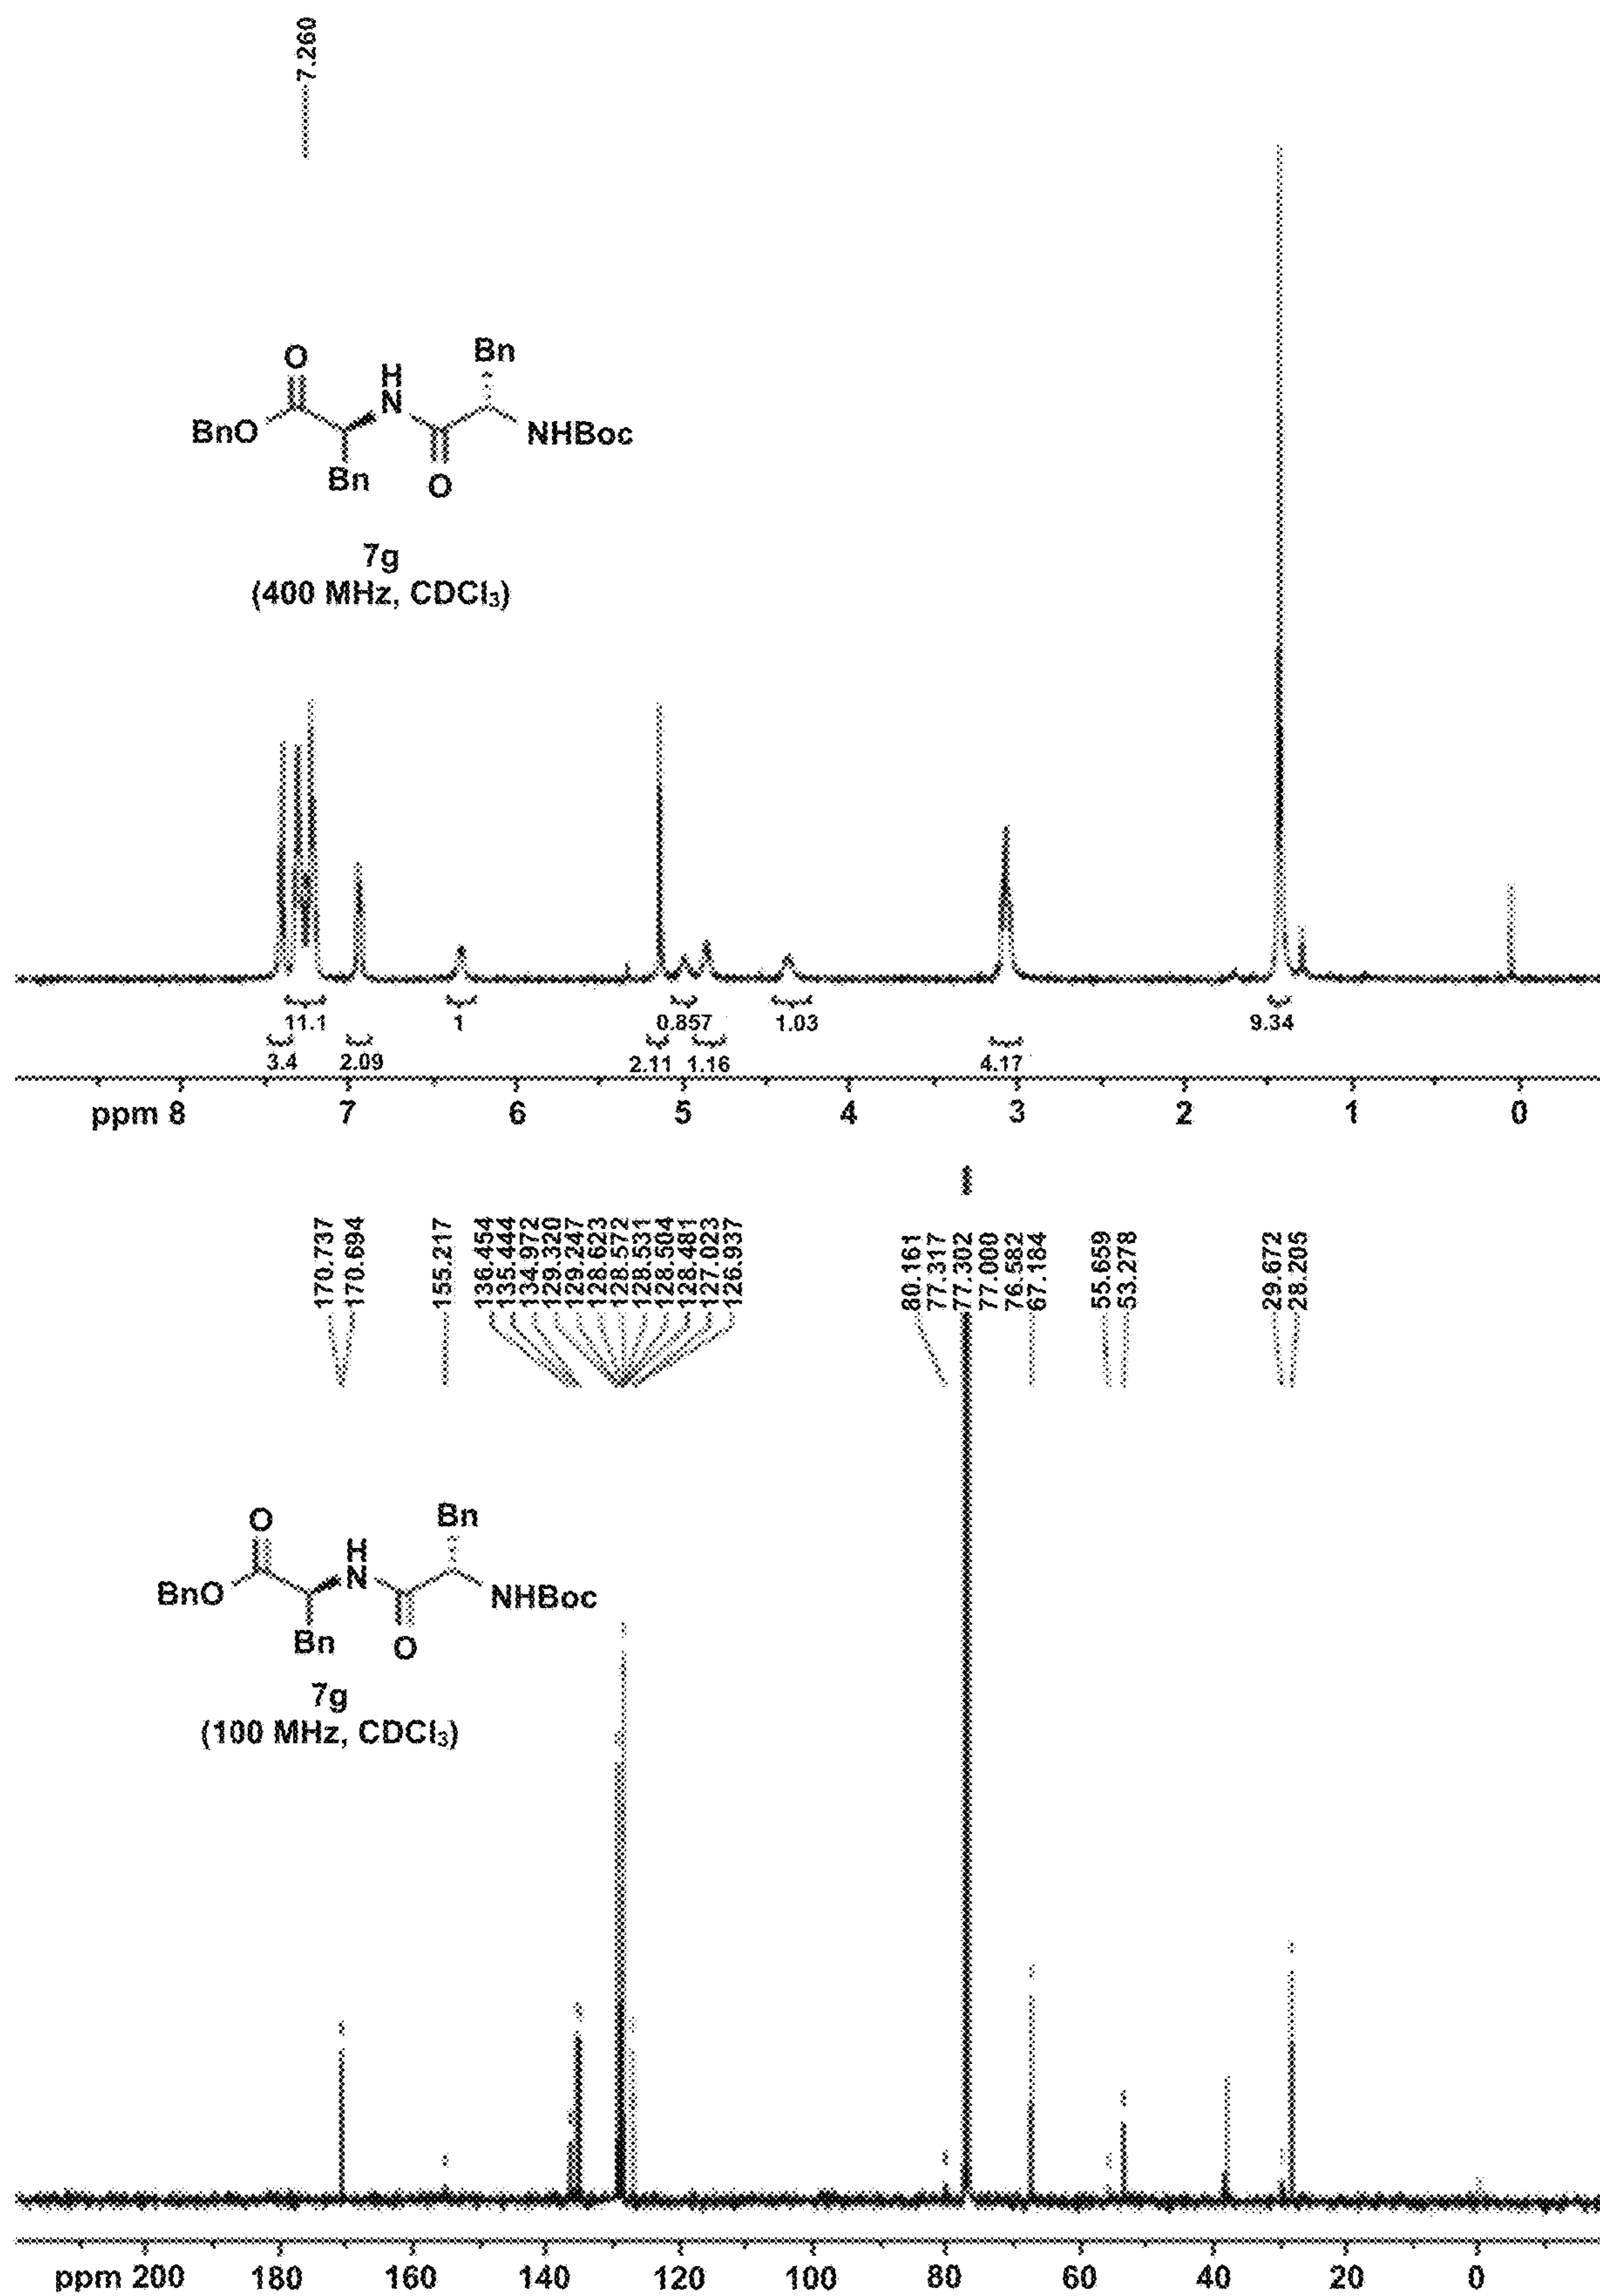 7.260
O
H
N
Bn
BnO
NHBoc
Bn
O
7g
(400 MHz, CDCl₃)
11.1
1
0.857
1.03
9.34
3.4
2.09
2.11
1.16
4.17
ppm 8 7 6 5 4 3 2 1 0
170.737
170.694
155.217
136.454
135.444
134.972
129.320
129.247
128.623
128.572
128.531
128.504
128.481
127.023
126.937
80.161
77.317
77.302
77.000
76.582
67.184
55.659
53.278
29.672
28.205
O
H
N
Bn
BnO
NHBoc
Bn
O
7g
(100 MHz, CDCl₃)
ppm 200 180 160 140 120 100 80 60 40 20 0